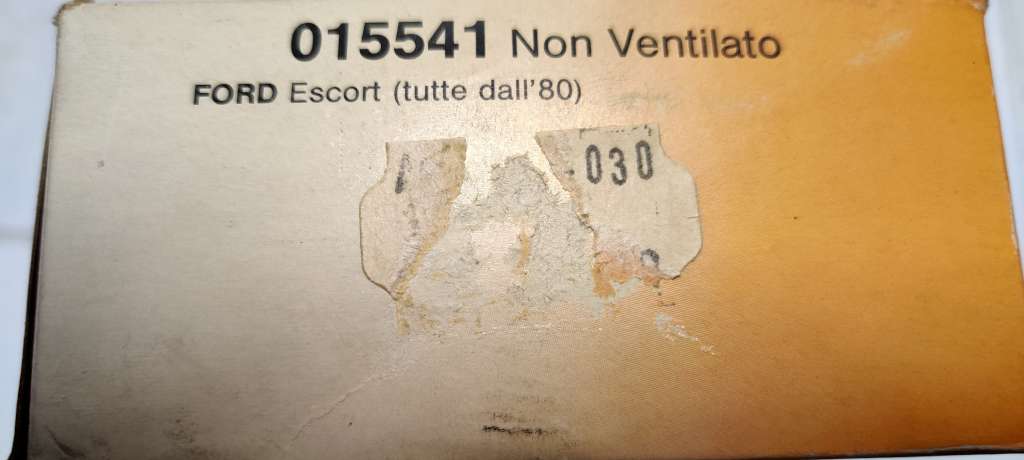 015541 Non Ventilato
FORD Escort (tutte dall'80)
030